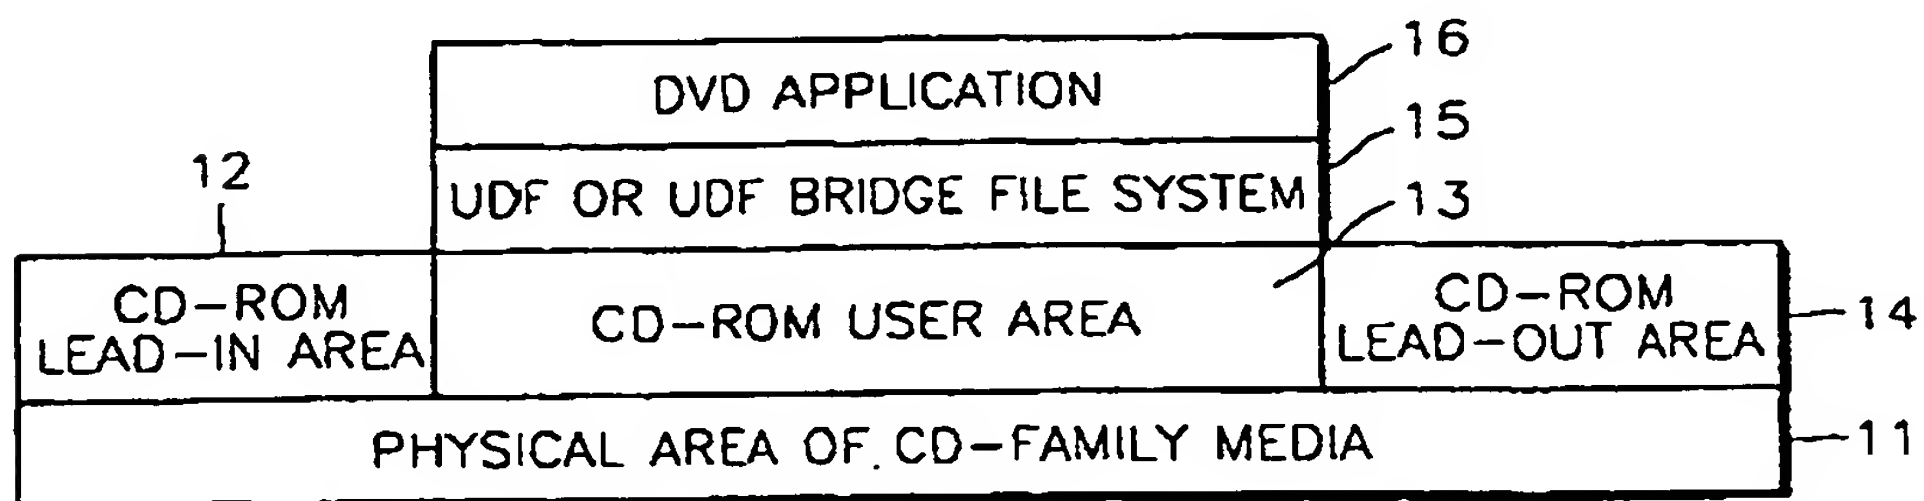 16
DVD APPLICATION
15
12
UDF OR UDF BRIDGE FILE SYSTEM
13
CD-ROM
LEAD-IN AREA
CD-ROM USER AREA
CD-ROM
LEAD-OUT AREA
14
PHYSICAL AREA OF. CD-FAMILY MEDIA
11